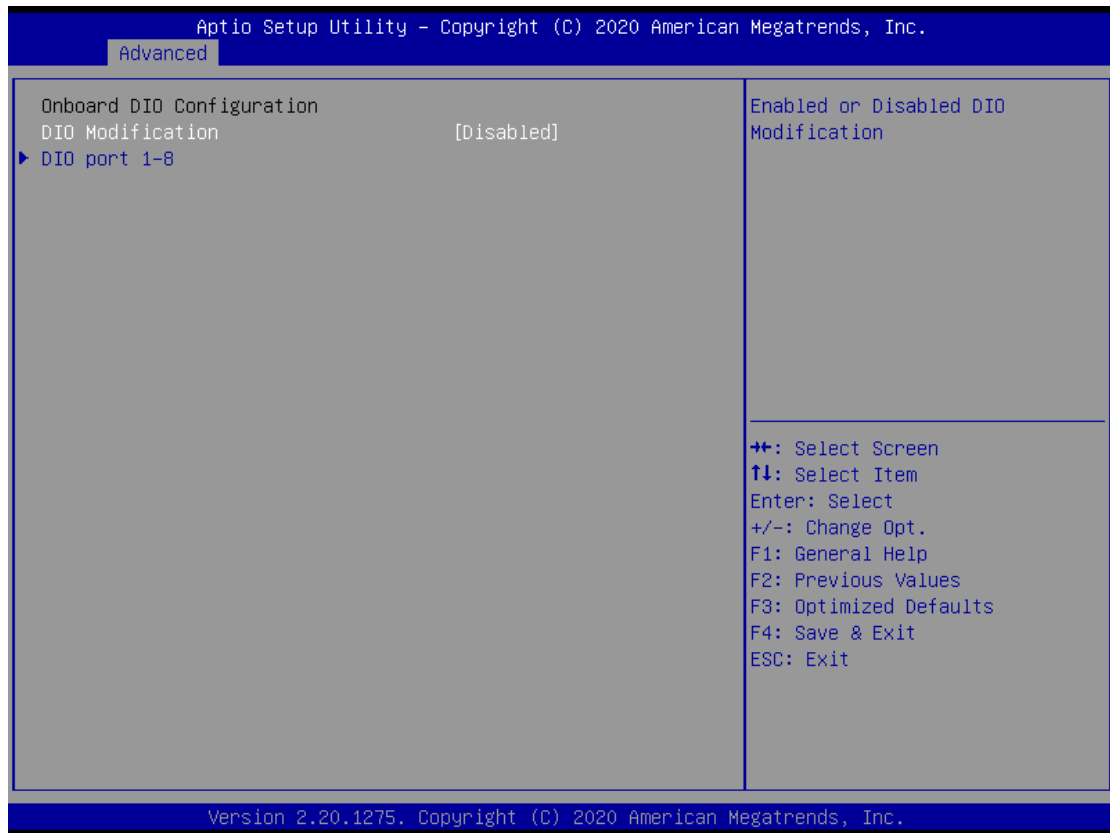 Aptio Setup Utility – Copyright (C) 2020 American Megatrends, Inc.
Advanced
Onboard DIO Configuration
DIO Modification [Disabled]
▶ DIO port 1-8
Enabled or Disabled DIO
Modification
→←: Select Screen
↑↓: Select Item
Enter: Select
+/-: Change Opt.
F1: General Help
F2: Previous Values
F3: Optimized Defaults
F4: Save & Exit
ESC: Exit
Version 2.20.1275. Copyright (C) 2020 American Megatrends, Inc.